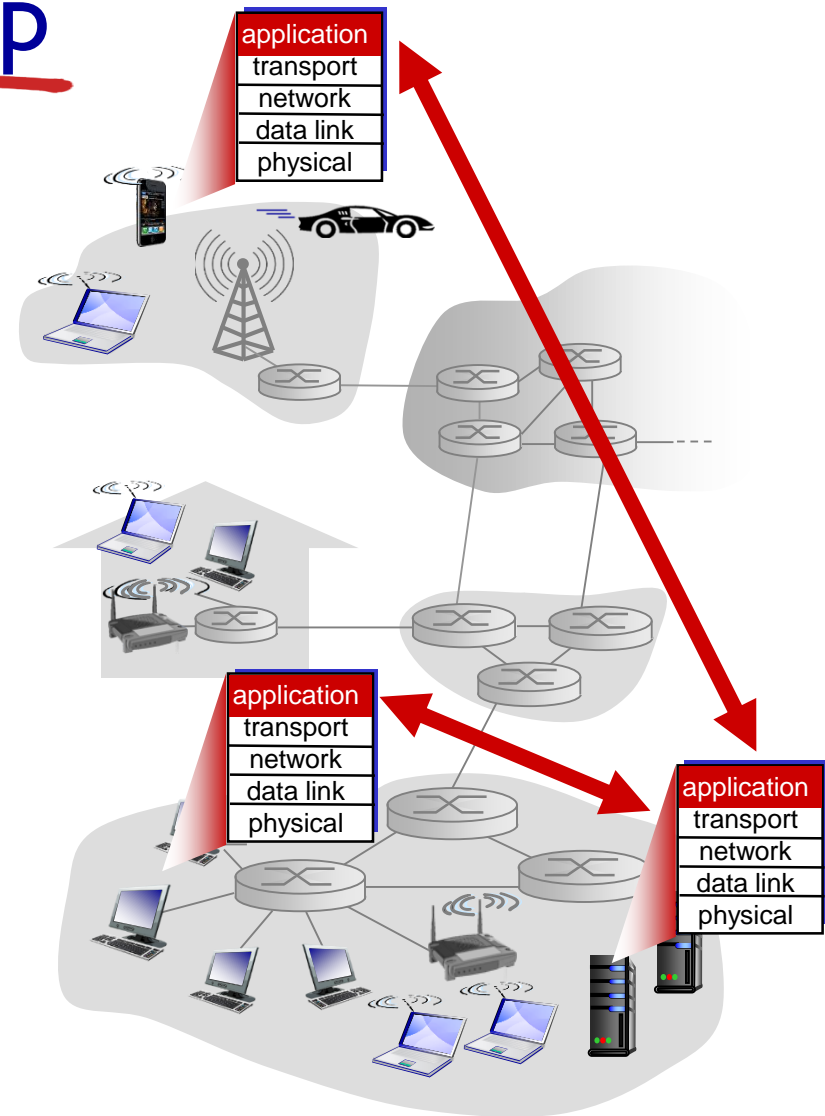 p
application
transport
network
data link
physical
application
transport
network
data link
physical
application
transport
network
data link
physical